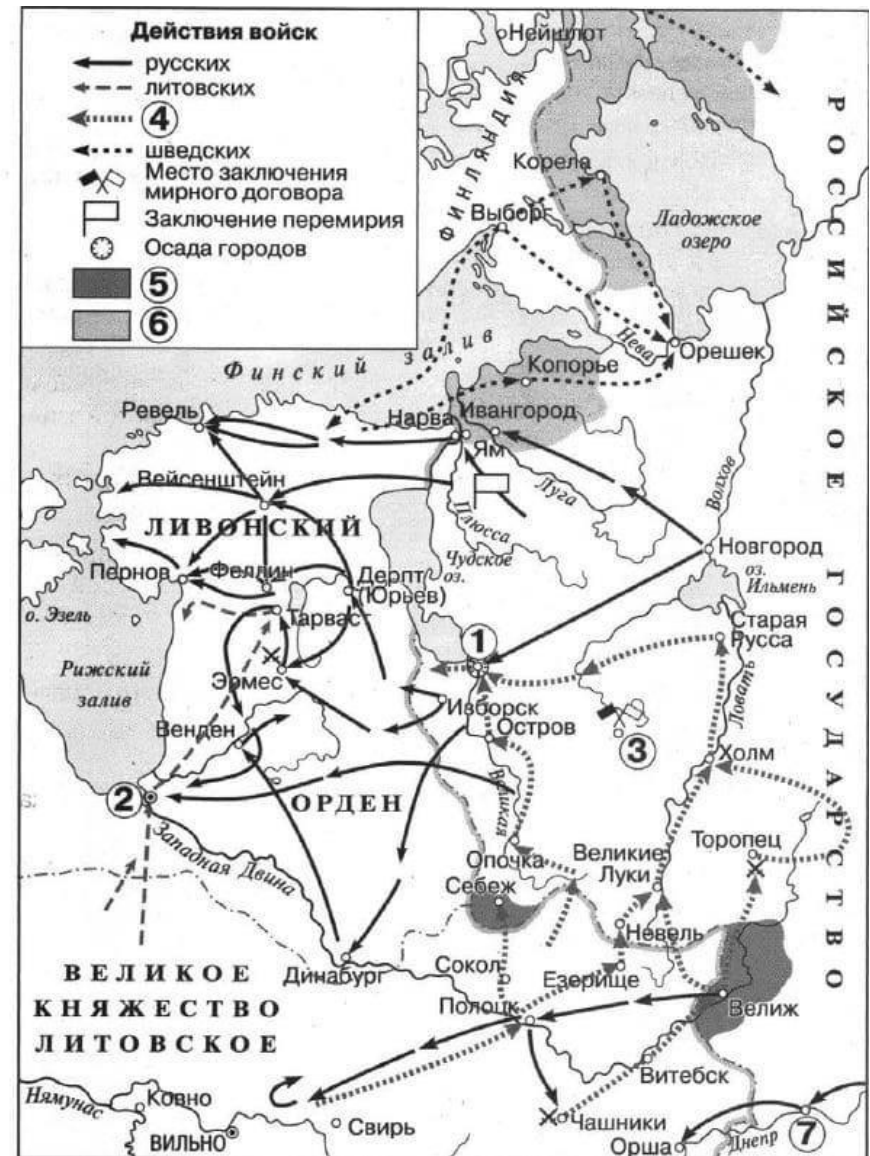 Действия войск
русских
литовских
4
шведских
Место заключения
мирного договора
Заключение перемирия
Осада городов
5
6
Нейшлот
ФИНЛЯНДИЯ
Корела
Выборг
Ладожское
озеро
РОССИЙСКОЕ ГОСУДАРСТВО
Нева
Орешек
Финский залив
Копорье
Ревель
Нарва
Ивангород
Ям
Вейсенштейн
Луга
Волхов
ЛИВОНСКИЙ
Плюсса
Чудское
оз.
Новгород
оз.
Ильмень
Пернов
Феллин
Дерпт
(Юрьев)
о. Эзель
Тарваст
Старая
Русса
1
Рижский
залив
Эрмес
Изборск
Ловать
Остров
Венден
3
Холм
2
ОРДЕН
Великая
Западная Двина
Опочка
Великие
Луки
Торопец
Себеж
Невель
Динабург
Сокол
Езерище
ВЕЛИКОЕ
КНЯЖЕСТВО
ЛИТОВСКОЕ
Полоцк
Велиж
Витебск
Нямунас
Ковно
Свирь
Чашники
7
ВИЛЬНО
Орша
Днепр